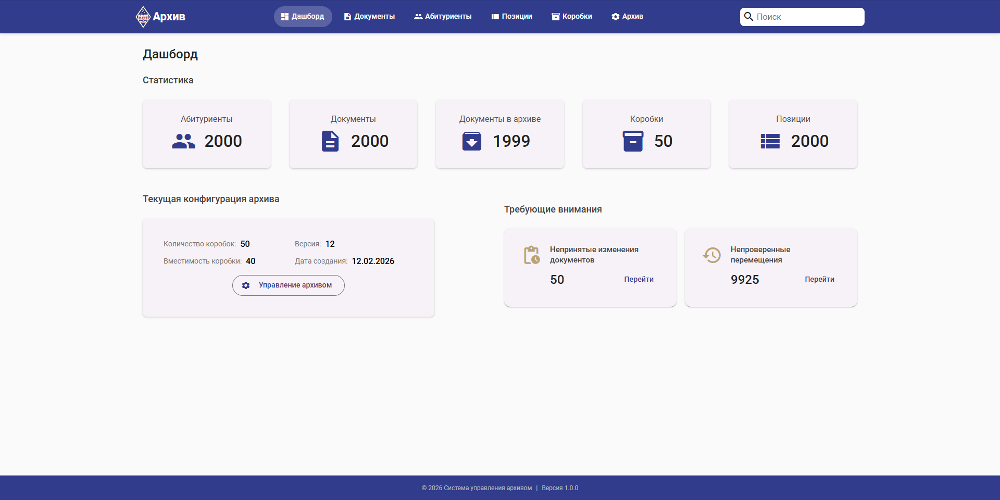 Архив
Дашборд
Документы
Абитуриенты
Позиции
Коробки
Архив
Поиск
Дашборд
Статистика
Абитуриенты
2000
Документы
2000
Документы в архиве
1999
Коробки
50
Позиции
2000
Текущая конфигурация архива
Количество коробок: 50
Версия: 12
Вместимость коробки: 40
Дата создания: 12.02.2026
Управление архивом
Требующие внимания
Непринятые изменения
документов
50
Перейти
Непроверенные
перемещения
9925
Перейти
© 2026 Система управления архивом | Версия 1.0.0